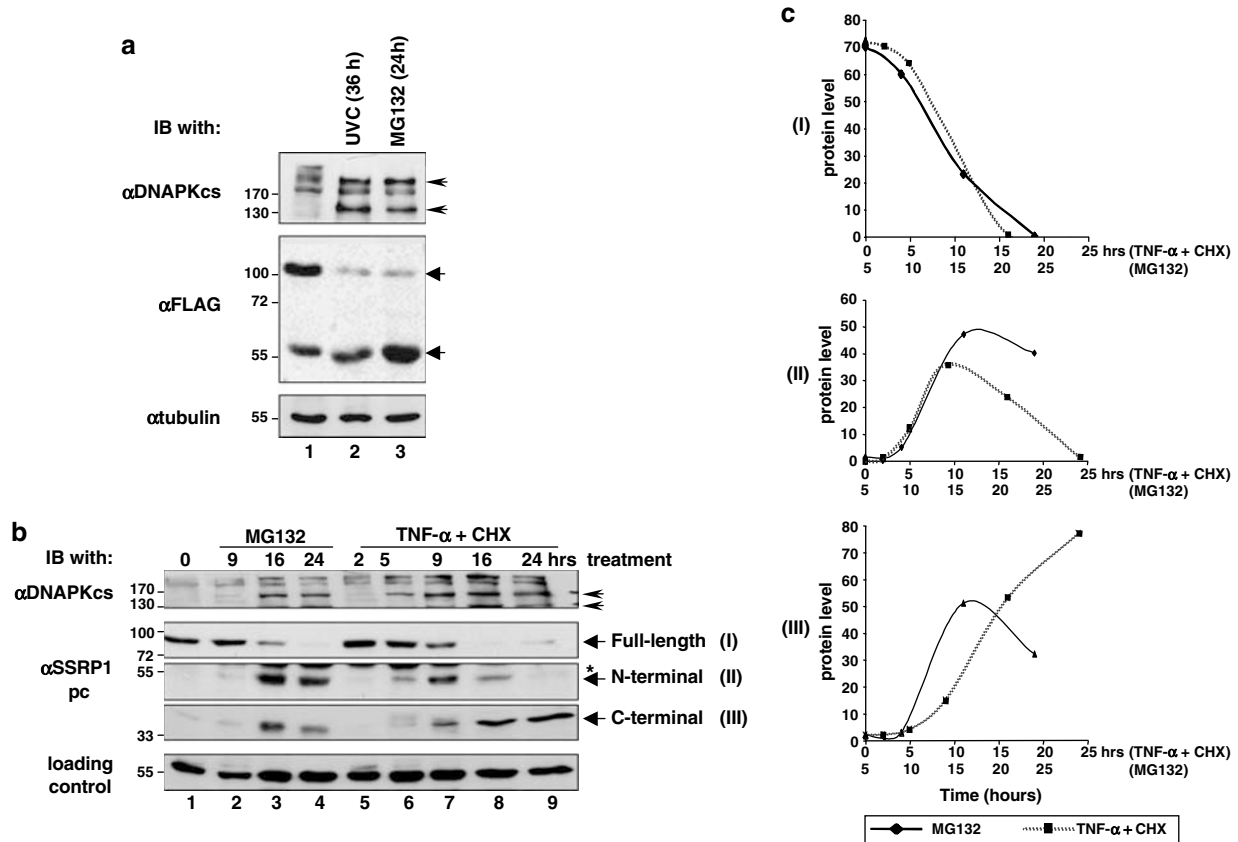 a
IB with:
UVC (36 h)
MG132 (24h)
αDNAPKcs
170
130
αFLAG
100
72
55
αtubulin
55
1 2 3
b
MG132 TNF-α + CHX
IB with: 0 9 16 24 2 5 9 16 24 hrs treatment
αDNAPKcs
170
130
αSSRP1
pc
100
72
Full-length (I)
55
*
N-terminal (II)
C-terminal (III)
33
loading
control
55
1 2 3 4 5 6 7 8 9
c
(I)
protein level
80
70
60
50
40
30
20
10
0
0 5 10 15 20 25 hrs (TNF-α + CHX)
5 10 15 20 25 (MG132)
(II)
protein level
60
50
40
30
20
10
0
0 5 10 15 20 25 hrs (TNF-α + CHX)
5 10 15 20 25 (MG132)
(III)
protein level
80
70
60
50
40
30
20
10
0
0 5 10 15 20 25 hrs (TNF-α + CHX)
5 10 15 20 25 (MG132)
Time (hours)
MG132 TNF-α + CHX